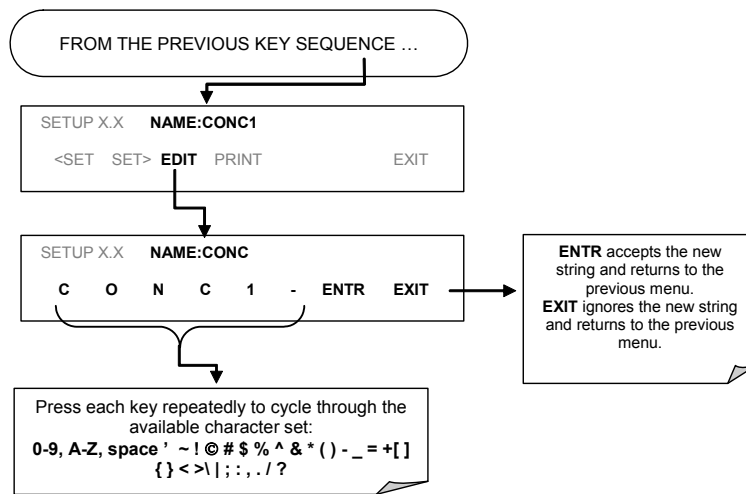 FROM THE PREVIOUS KEY SEQUENCE …
SETUP X.X NAME:CONC1
<SET SET> EDIT PRINT EXIT
SETUP X.X NAME:CONC
C O N C 1 - ENTR EXIT
ENTR accepts the new
string and returns to the
previous menu.
EXIT ignores the new string
and returns to the previous
menu.
Press each key repeatedly to cycle through the
available character set:
0-9, A-Z, space ’ ~ ! © # $ % ^ & * ( ) - _ = +[ ]
{ } < >\ | ; : , . / ?